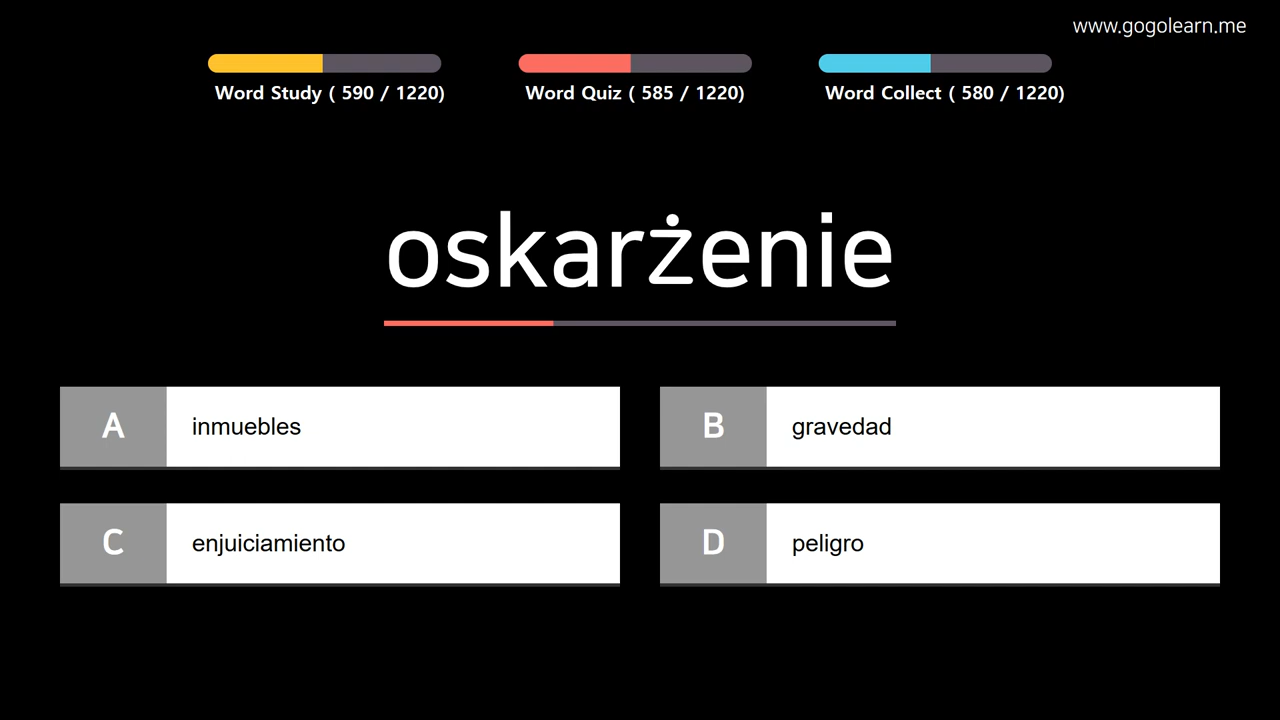 www.gogolearn.me
Word Study ( 590 / 1220)
Word Quiz ( 585 / 1220)
Word Collect ( 580 / 1220)
oskarżenie
A inmuebles
B gravedad
C enjuiciamiento
D peligro